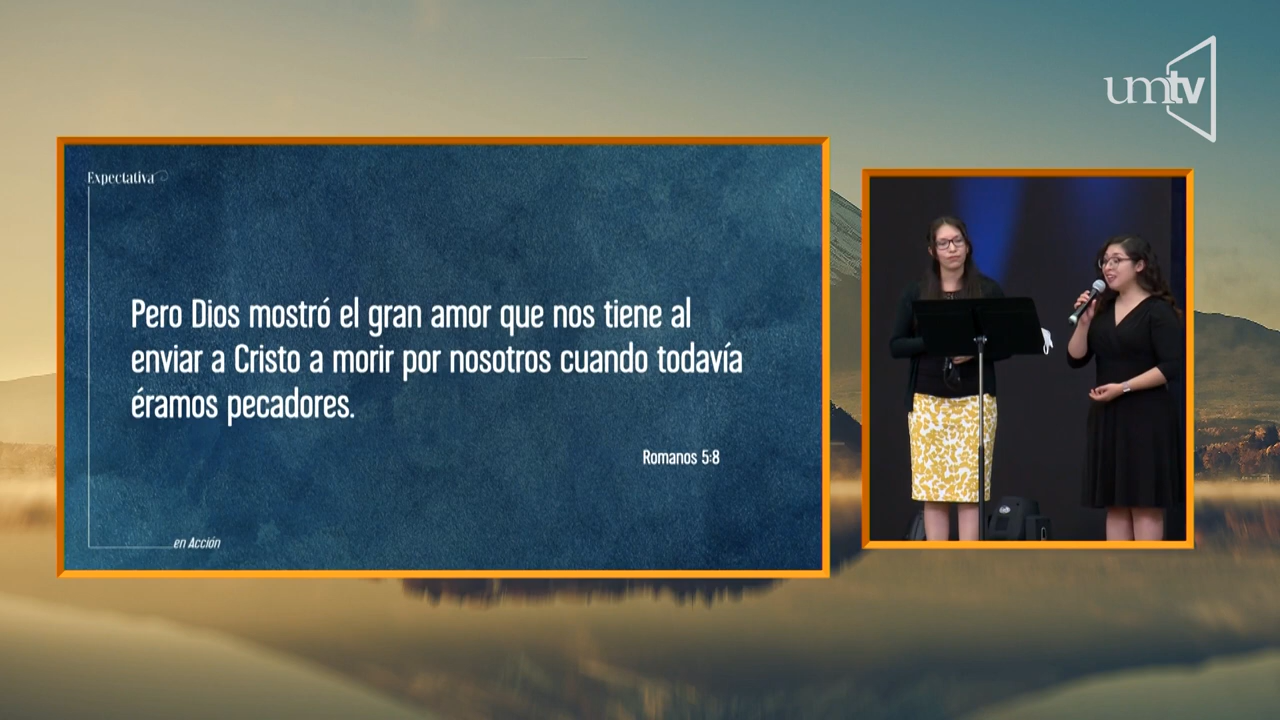 umtv
Expectativa
Pero Dios mostró el gran amor que nos tiene al
enviar a Cristo a morir por nosotros cuando todavía
éramos pecadores.
Romanos 5:8
en Acción